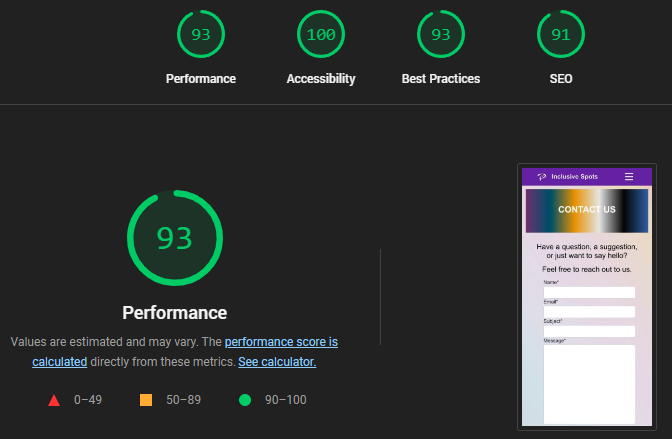 93
100
93
91
Performance
Accessibility
Best Practices
SEO
93
Performance
Values are estimated and may vary. The performance score is
calculated directly from these metrics. See calculator.
0–49
50–89
90–100
Inclusive Spots
CONTACT US
Have a question, a suggestion,
or just want to say hello?
Feel free to reach out to us.
Name*
Email*
Subject*
Message*